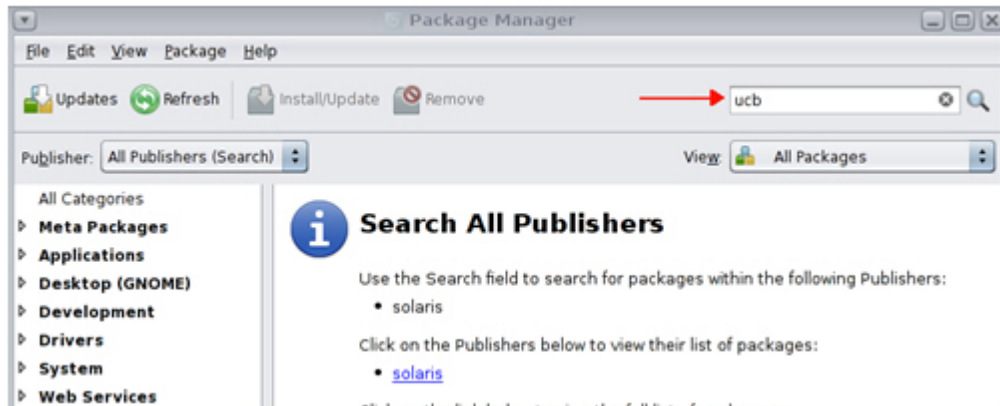 Package Manager
File Edit View Package Help
Updates Refresh Install/Update Remove ucb
Publisher: All Publishers (Search) View: All Packages
All Categories
Meta Packages
Applications
Desktop (GNOME)
Development
Drivers
System
Web Services
Search All Publishers
Use the Search field to search for packages within the following Publishers:
• solaris
Click on the Publishers below to view their list of packages:
• solaris